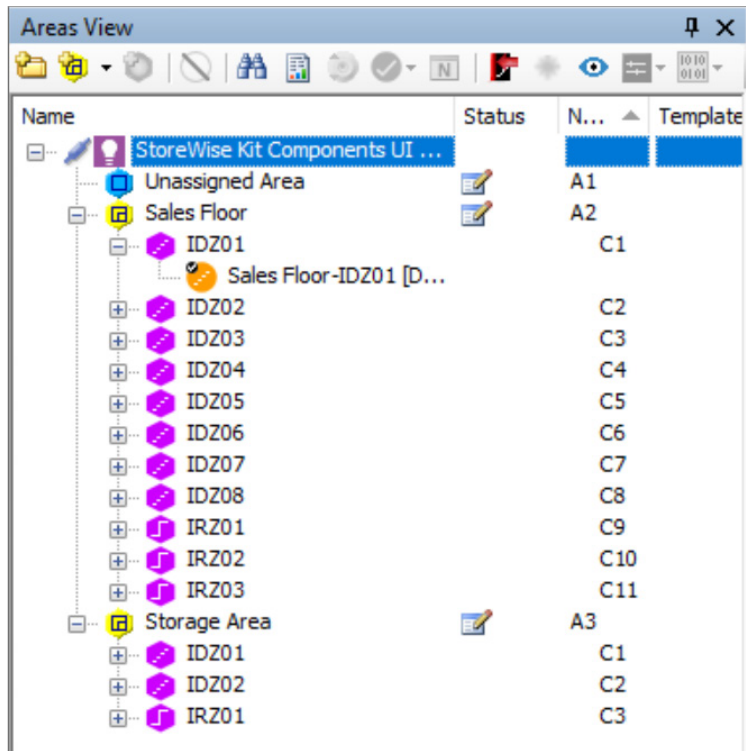 Areas View
N
1010
0101
Name Status N... Template
StoreWise Kit Components UI ...
Unassigned Area A1
Sales Floor A2
IDZ01 C1
Sales Floor-IDZ01 [D...
IDZ02 C2
IDZ03 C3
IDZ04 C4
IDZ05 C5
IDZ06 C6
IDZ07 C7
IDZ08 C8
IRZ01 C9
IRZ02 C10
IRZ03 C11
Storage Area A3
IDZ01 C1
IDZ02 C2
IRZ01 C3